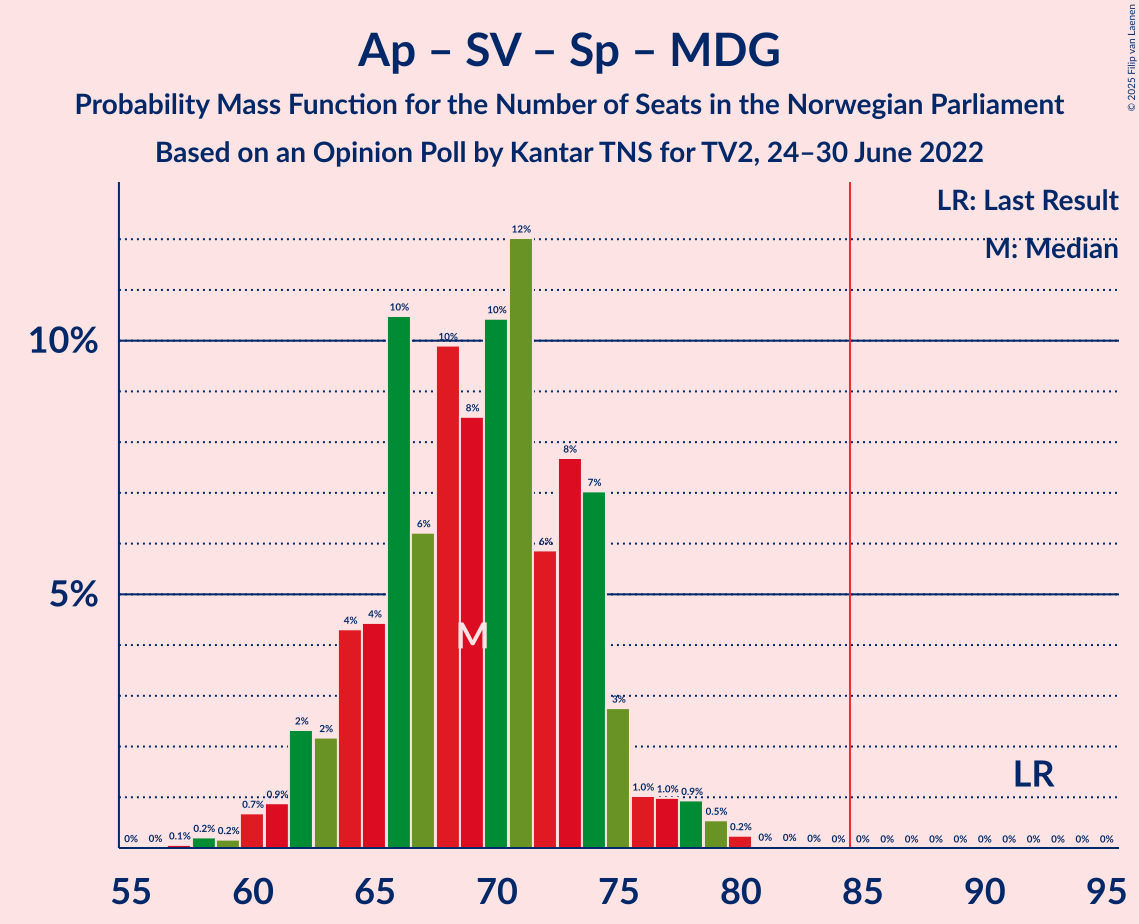 Ap – SV – Sp – MDG
Probability Mass Function for the Number of Seats in the Norwegian Parliament
Based on an Opinion Poll by Kantar TNS for TV2, 24–30 June 2022
© 2025 Filip van Laenen
LR: Last Result
M: Median
10%
5%
0% 0% 0.1% 0.2% 0.2% 0.7% 0.9% 2% 2% 4% 4% 10% 6% 10% 8% 10% 12% 6% 8% 7% 3% 1.0% 1.0% 0.9% 0.5% 0.2% 0% 0% 0% 0% 0% 0% 0% 0% 0% 0% 0% 0% 0% 0% 0%
M
LR
55 60 65 70 75 80 85 90 95